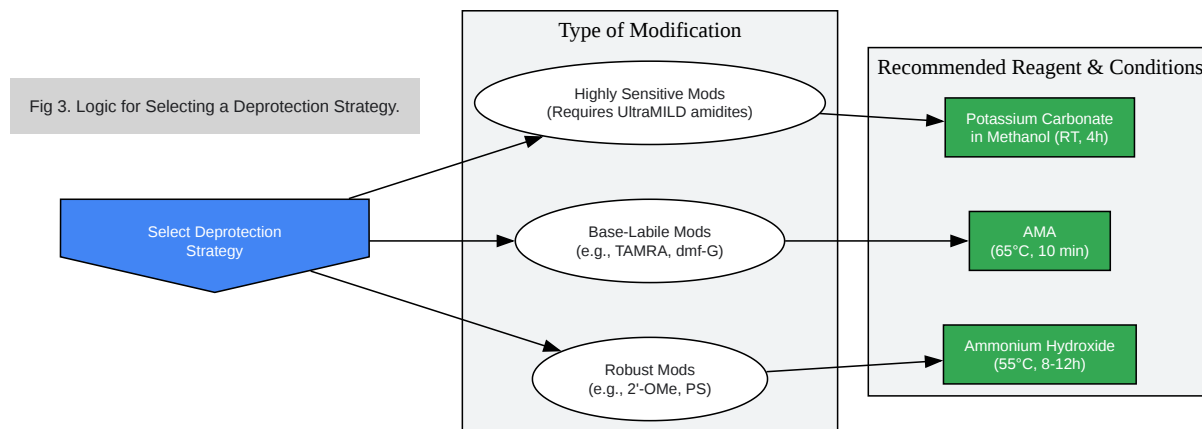 Fig 3. Logic for Selecting a Deprotection Strategy.
Select Deprotection
Strategy
Type of Modification
Highly Sensitive Mods
(Requires UltraMILD amidites)
Base-Labile Mods
(e.g., TAMRA, dmf-G)
Robust Mods
(e.g., 2'-OMe, PS)
Recommended Reagent & Conditions
Potassium Carbonate
in Methanol (RT, 4h)
AMA
(65°C, 10 min)
Ammonium Hydroxide
(55°C, 8-12h)